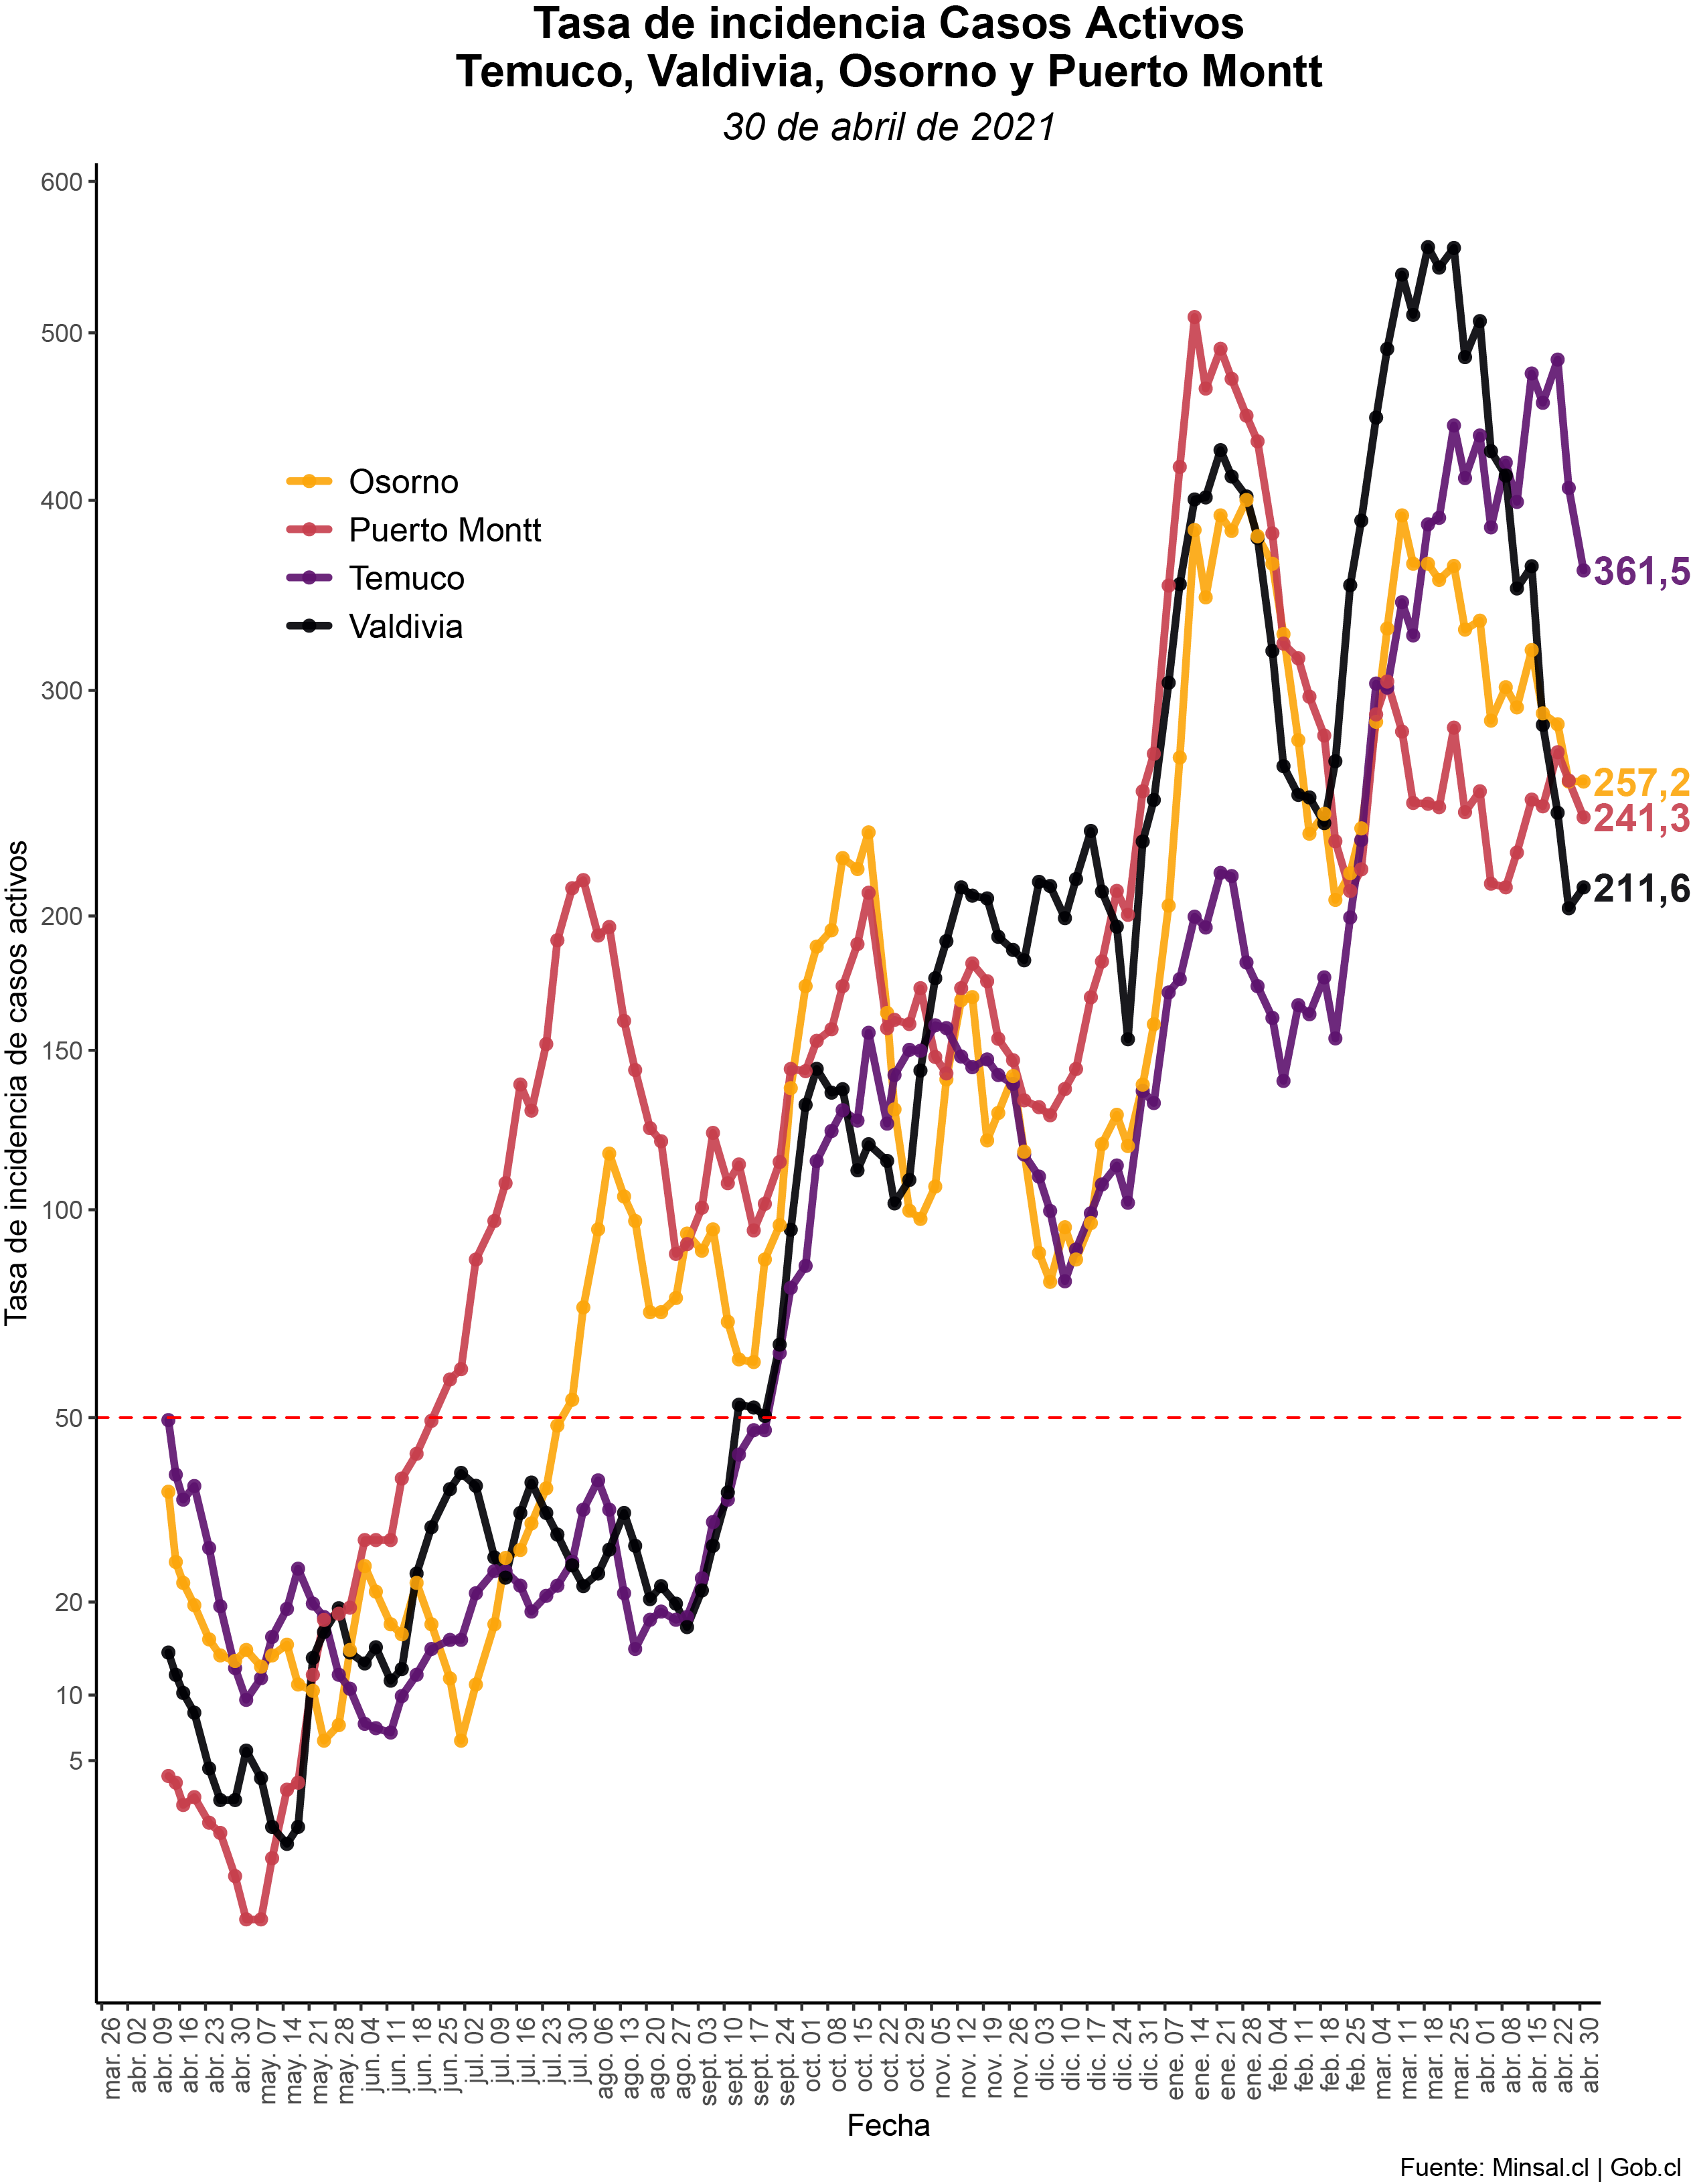 Tasa de incidencia Casos Activos
Temuco, Valdivia, Osorno y Puerto Montt
30 de abril de 2021
Tasa de incidencia de casos activos
600
500
400
300
200
150
100
50
20
10
5
Osorno
Puerto Montt
Temuco
Valdivia
361,5
257,2
241,3
211,6
mar. 26
abr. 02
abr. 09
abr. 16
abr. 23
abr. 30
may. 07
may. 14
may. 21
may. 28
jun. 04
jun. 11
jun. 18
jun. 25
jul. 02
jul. 09
jul. 16
jul. 23
jul. 30
ago. 06
ago. 13
ago. 20
ago. 27
sept. 03
sept. 10
sept. 17
sept. 24
oct. 01
oct. 08
oct. 15
oct. 22
oct. 29
nov. 05
nov. 12
nov. 19
nov. 26
dic. 03
dic. 10
dic. 17
dic. 24
dic. 31
ene. 07
ene. 14
ene. 21
ene. 28
feb. 04
feb. 11
feb. 18
feb. 25
mar. 04
mar. 11
mar. 18
mar. 25
abr. 01
abr. 08
abr. 15
abr. 22
abr. 30
Fecha
Fuente: Minsal.cl | Gob.cl